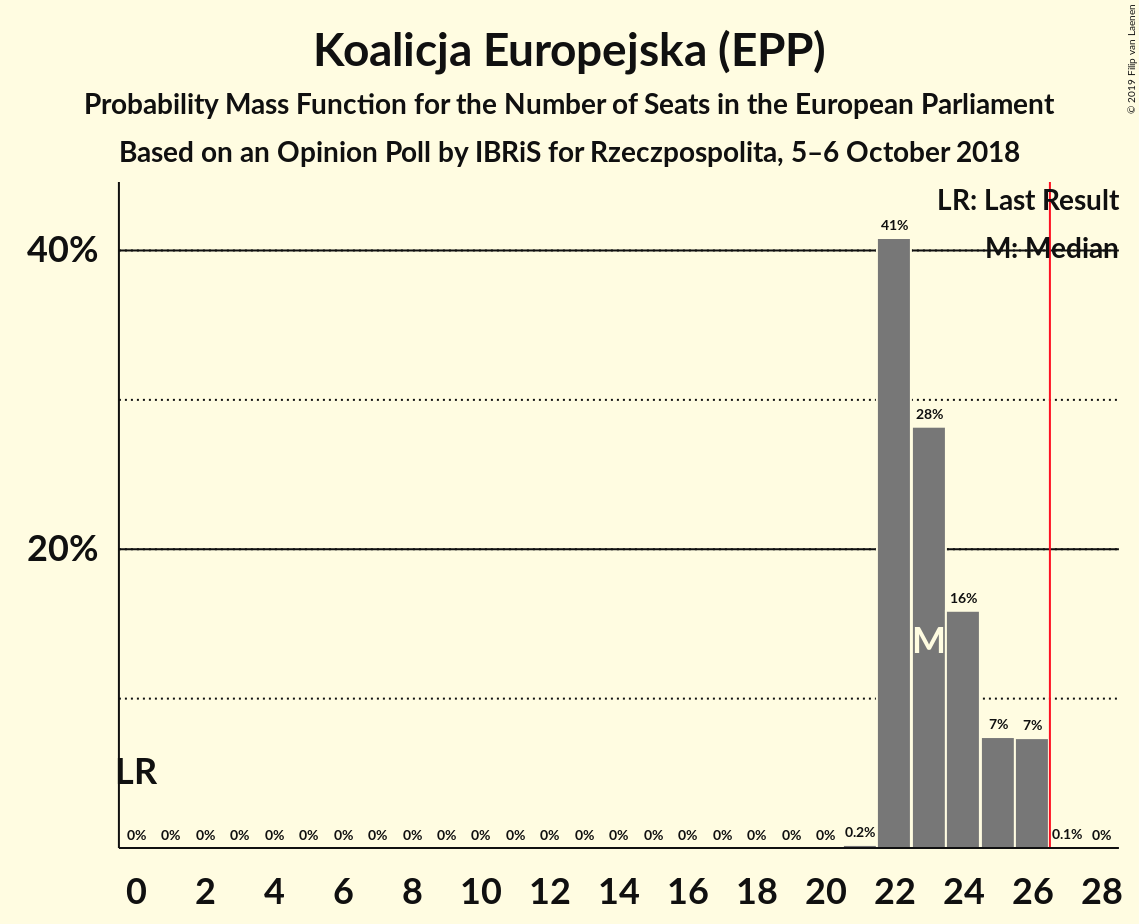 Koalicja Europejska (EPP)
Probability Mass Function for the Number of Seats in the European Parliament
Based on an Opinion Poll by IBRiS for Rzeczpospolita, 5–6 October 2018
© 2019 Filip van Laenen
LR: Last Result
M: Median
40%
20%
41%
28%
16%
7%
7%
M
LR
0% 0% 0% 0% 0% 0% 0% 0% 0% 0% 0% 0% 0% 0% 0% 0% 0% 0% 0% 0% 0% 0.2% 0.1% 0%
0 2 4 6 8 10 12 14 16 18 20 22 24 26 28